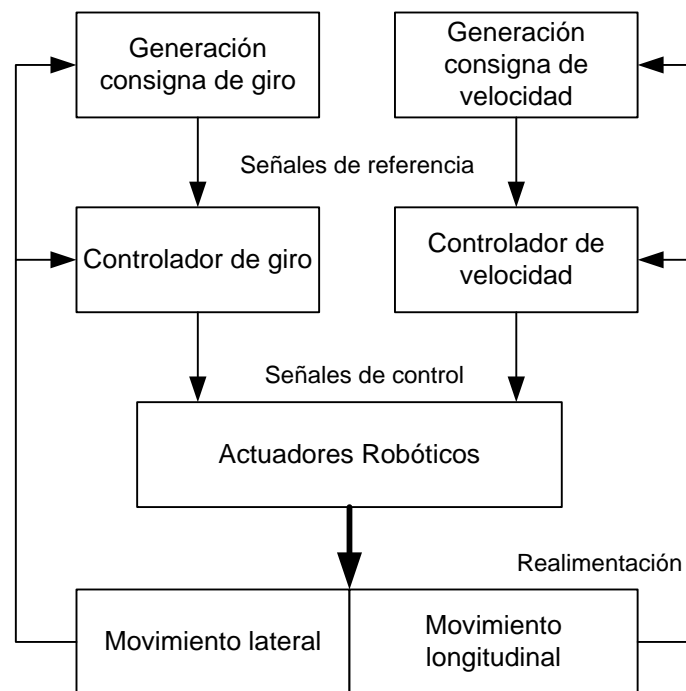 Generación
consigna de giro
Generación
consigna de
velocidad
Señales de referencia
Controlador de giro
Controlador de
velocidad
Señales de control
Actuadores Robóticos
Realimentación
Movimiento lateral
Movimiento
longitudinal